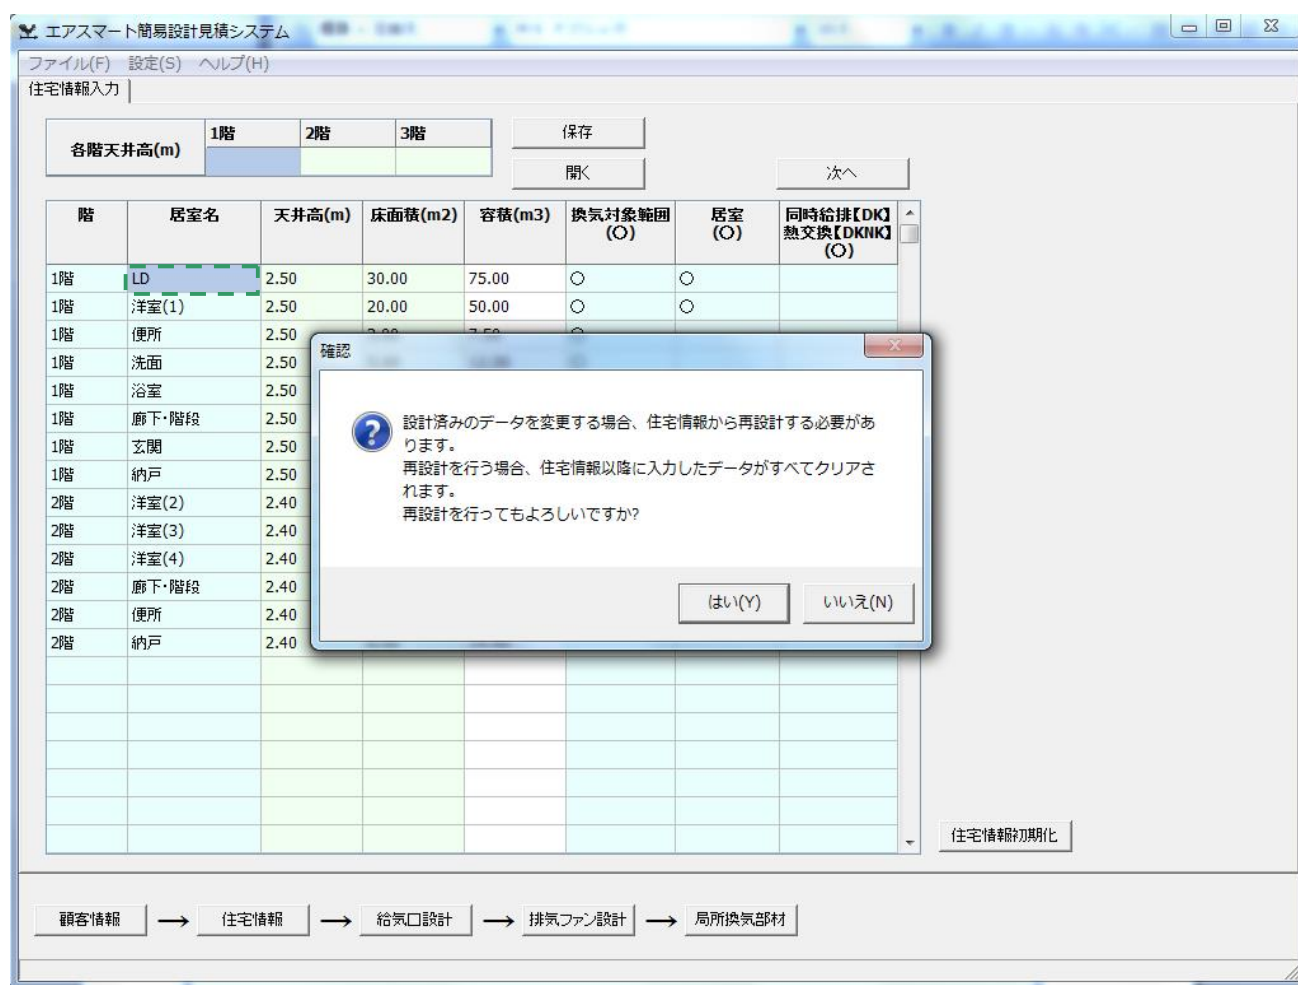 エアスマート簡易設計見積システム
ファイル(F) 設定(S) ヘルプ(H)
住宅情報入力
各階天井高(m) 1階 2階 3階
保存
開く
次へ
階 居室名 天井高(m) 床面積(m2) 容積(m3) 換気対象範囲(〇) 居室(〇) 同時給排【DK】熱交換【DKNK】(〇)
1階 LD 2.50 30.00 75.00 ○ ○
1階 洋室(1) 2.50 20.00 50.00 ○ ○
1階 便所 2.50
1階 洗面 2.50
1階 浴室 2.50
1階 廊下・階段 2.50
1階 玄関 2.50
1階 納戸 2.50
2階 洋室(2) 2.40
2階 洋室(3) 2.40
2階 洋室(4) 2.40
2階 廊下・階段 2.40
2階 便所 2.40
2階 納戸 2.40
確認
設計済みのデータを変更する場合、住宅情報から再設計する必要があ
ります。
再設計を行う場合、住宅情報以降に入力したデータがすべてクリアさ
れます。
再設計を行ってもよろしいですか?
はい(Y) いいえ(N)
住宅情報初期化
顧客情報 → 住宅情報 → 給気口設計 → 排気ファン設計 → 局所換気部材